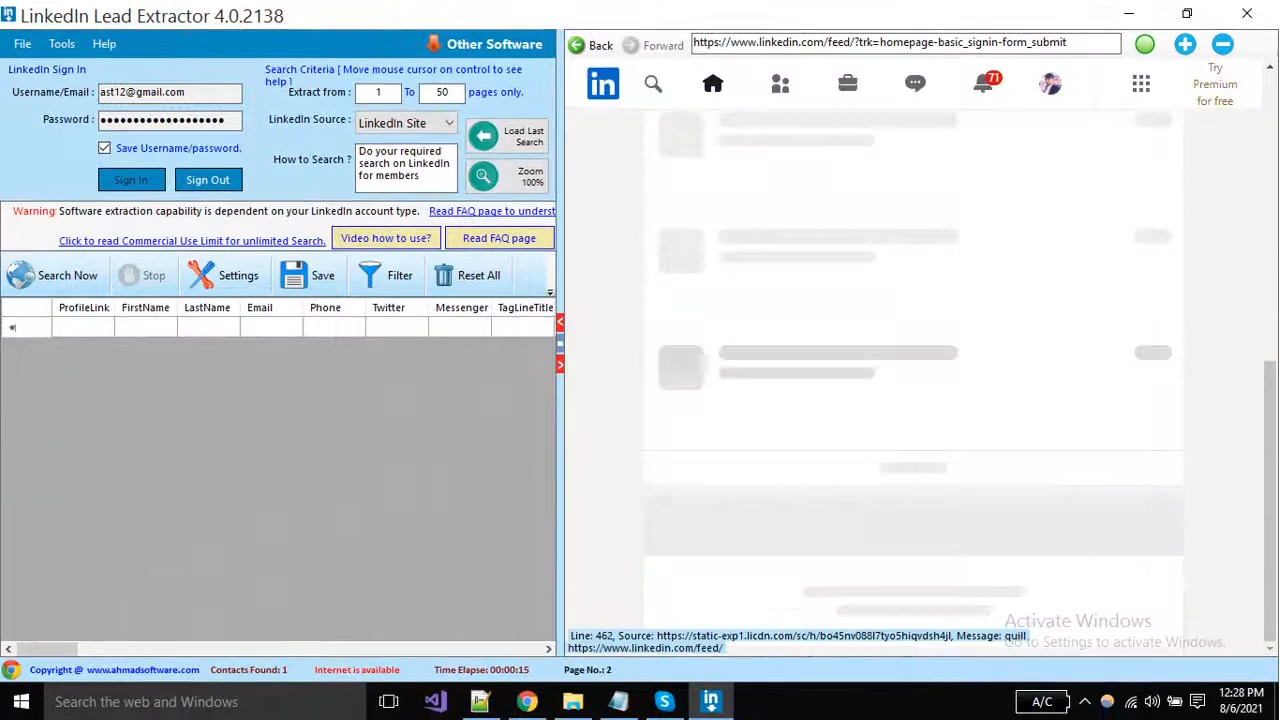 LinkedIn Lead Extractor 4.0.2138
File Tools Help
Other Software
Back Forward https://www.linkedin.com/feed/?trk=homepage-basic_signin-form_submit
LinkedIn Sign In
Search Criteria [ Move mouse cursor on control to see help ]
Username/Email : ast12@gmail.com
Extract from : 1 To 50 pages only.
Password : ••••••••••••••••••
LinkedIn Source : LinkedIn Site
Load Last Search
Save Username/password.
How to Search ?
Do your required
search on LinkedIn
for members
Zoom 100%
Sign In Sign Out
in
71
Try
Premium
for free
Warning: Software extraction capability is dependent on your LinkedIn account type. Read FAQ page to underst
Click to read Commercial Use Limit for unlimited Search. Video how to use? Read FAQ page
Search Now Stop Settings Save Filter Reset All
ProfileLink FirstName LastName Email Phone Twitter Messenger TagLineTitle
Line: 462, Source: https://static-exp1.licdn.com/sc/h/bo45nv088l7tyo5hiqvdsh4jl, Message: quill
https://www.linkedin.com/feed/
Activate Windows
Go to Settings to activate Windows.
Copyright @ www.ahmadsoftware.com Contacts Found: 1 Internet is available Time Elapse: 00:00:15 Page No.: 2
Search the web and Windows
in
A/C
12:28 PM
8/6/2021